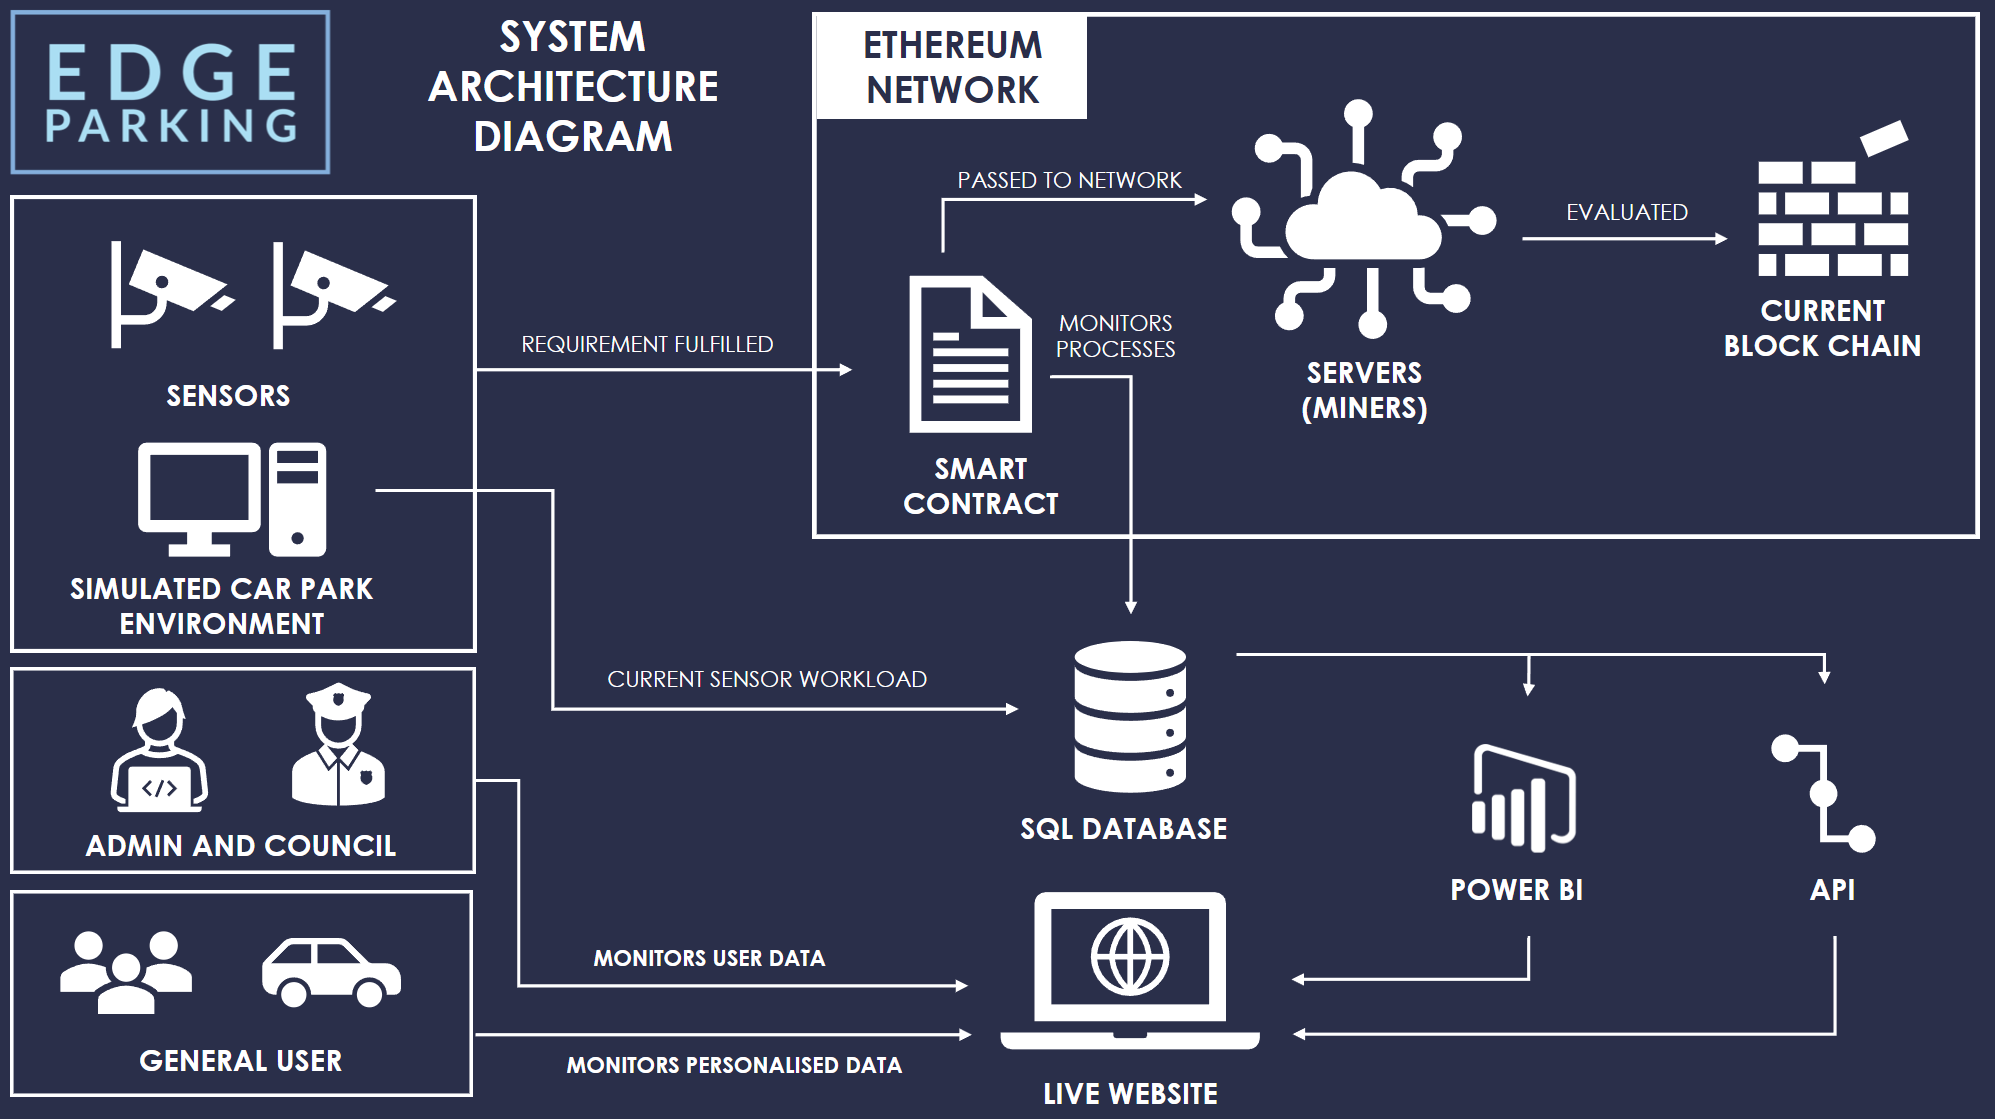 EDGE
PARKING
SYSTEM
ARCHITECTURE
DIAGRAM
ETHEREUM
NETWORK
PASSED TO NETWORK
EVALUATED
CURRENT
BLOCK CHAIN
SERVERS
(MINERS)
MONITORS
PROCESSES
SMART
CONTRACT
REQUIREMENT FULFILLED
SENSORS
SIMULATED CAR PARK
ENVIRONMENT
CURRENT SENSOR WORKLOAD
SQL DATABASE
</>
ADMIN AND COUNCIL
POWER BI
API
MONITORS USER DATA
GENERAL USER
MONITORS PERSONALISED DATA
LIVE WEBSITE